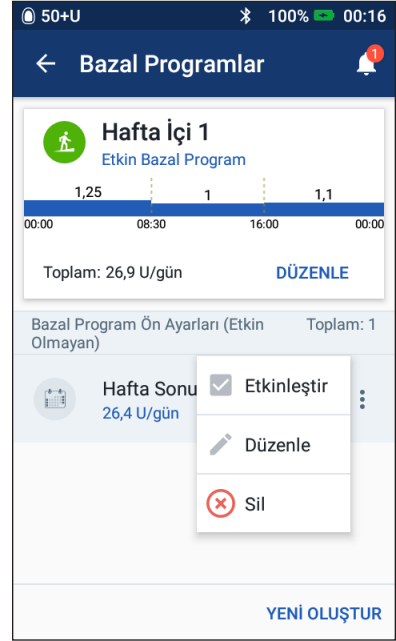 50+U 100% 00:16
Bazal Programlar 1
Hafta İçi 1
Etkin Bazal Program
1,25 1 1,1
00:00 08:30 16:00 00:00
Toplam: 26,9 U/gün DÜZENLE
Bazal Program Ön Ayarları (Etkin Toplam: 1
Olmayan)
Hafta Sonu Etkinleştir
26,4 U/gün
Düzenle
Sil
YENİ OLUŞTUR